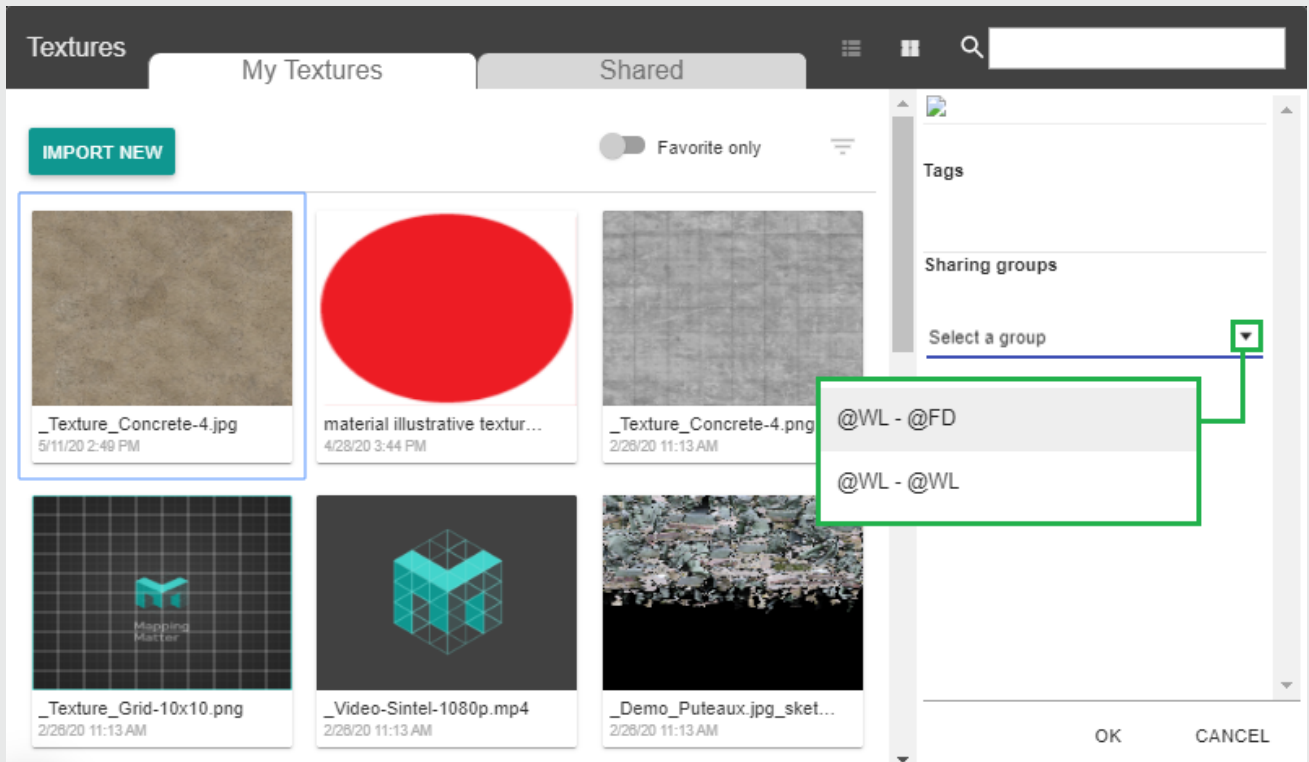 Textures
My Textures
Shared
IMPORT NEW
Favorite only
_Texture_Concrete-4.jpg
5/11/20 2:49 PM
material illustrative textur...
4/28/20 3:44 PM
_Texture_Concrete-4.png
2/26/20 11:13 AM
Mapping
Matter
_Texture_Grid-10x10.png
2/26/20 11:13 AM
_Video-Sintel-1080p.mp4
2/26/20 11:13 AM
_Demo_Puteaux.jpg_sket...
2/26/20 11:13 AM
Tags
Sharing groups
Select a group
@WL - @FD
@WL - @WL
OK
CANCEL